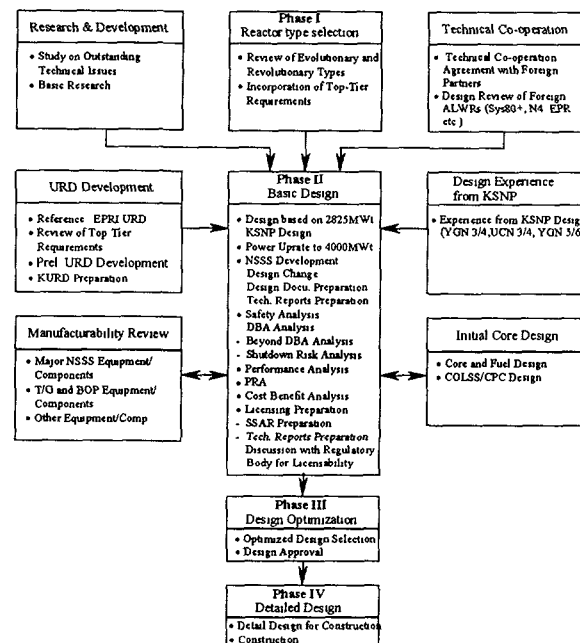 Research & Development
• Study on Outstanding
Technical Issues
• Basic Research
Phase I
Reactor type selection
• Review of Evolutionary and
Revolutionary Types
• Incorporation of Top-Tier
Requirements
Technical Co-operation
• Technical Co-operation
Agreement with Foreign
Partners
• Design Review of Foreign
ALWRs (Sys80+, N4 EPR
etc )
URD Development
• Reference EPRI URD
• Review of Top Tier
Requirements
• Prel URD Development
• KURD Preparation
Phase II
Basic Design
• Design based on 2825MWt
KSNP Design
• Power Uprate to 4000MWt
• NSSS Development
Design Change
Design Docu. Preparation
Tech. Reports Preparation
• Safety Analysis
DBA Analysis
- Beyond DBA Analysis
- Shutdown Risk Analysis
• Performance Analysis
• PRA
• Cost Benefit Analysis
• Licensing Preparation
- SSAR Preparation
- Tech. Reports Preparation
Discussion with Regulatory
Body for Licensability
Design Experience
from KSNP
• Experience from KSNP Desig
(YGN 3/4, UCN 3/4, YGN 5/6
Manufacturability Review
• Major NSSS Equipment/
Components
• T/G and BOP Equipment/
Components
• Other Equipment/Comp
Initial Core Design
• Core and Fuel Design
• COLSS/CPC Design
Phase III
Design Optimization
• Optimized Design Selection
• Design Approval
Phase IV
Detailed Design
• Detail Design for Construction
• Construction